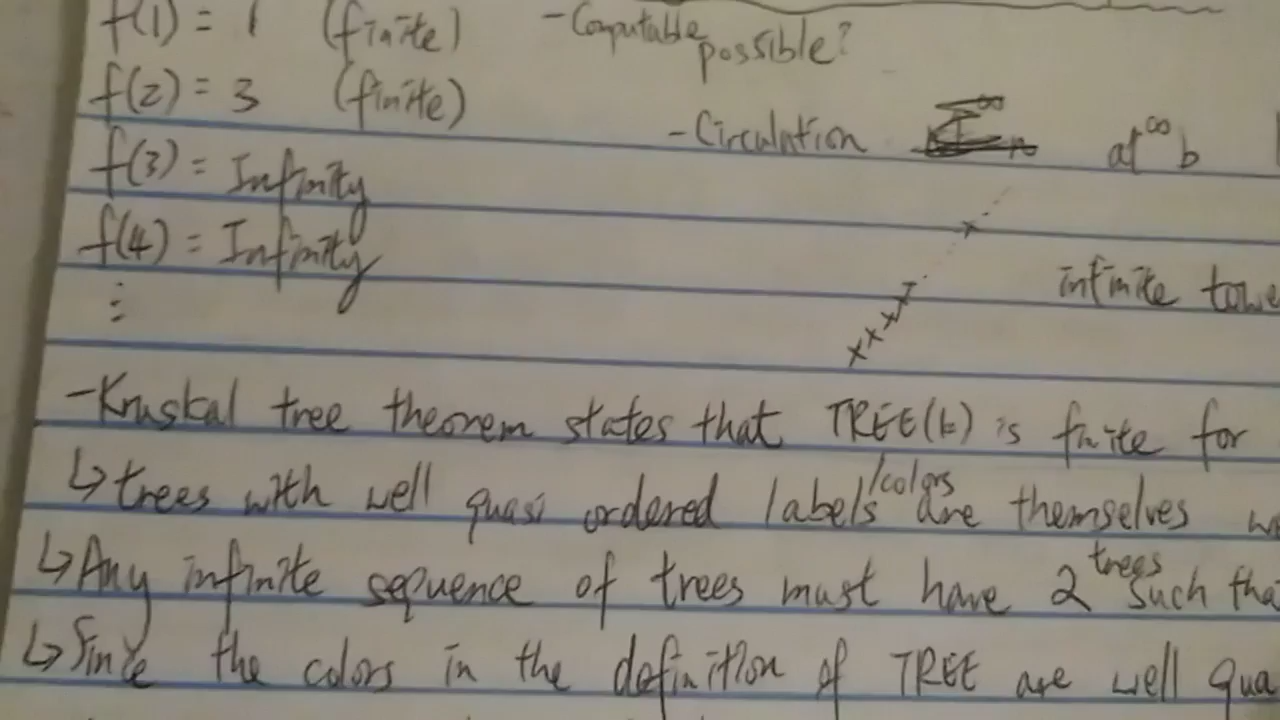 f(1) = 1 (finite) - Computable possible?
f(2) = 3 (finite)
- Circulation a↑^∞ b
f(3) = Infinity
f(4) = Infinity
infinite towe
⋮
- Kruskal tree theorem states that TREE(k) is finite for
↳ trees with well quasi ordered labels/colors are themselves we
↳ Any infinite sequence of trees must have 2 trees such tha
↳ Since the colors in the definition of TREE are well qua